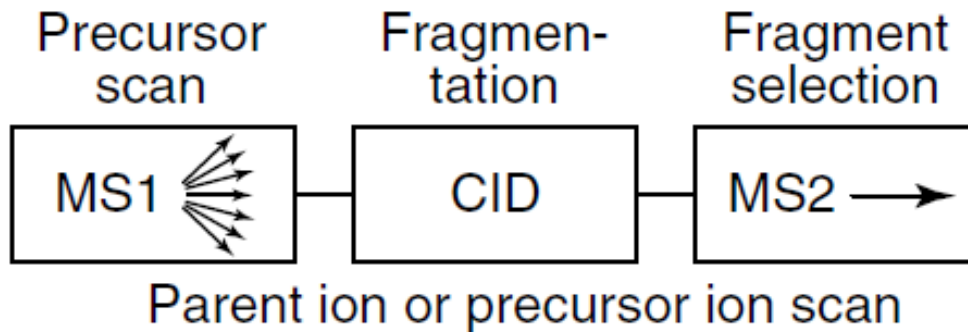 Precursor
scan
Fragmen-
tation
Fragment
selection
MS1
CID
MS2
Parent ion or precursor ion scan